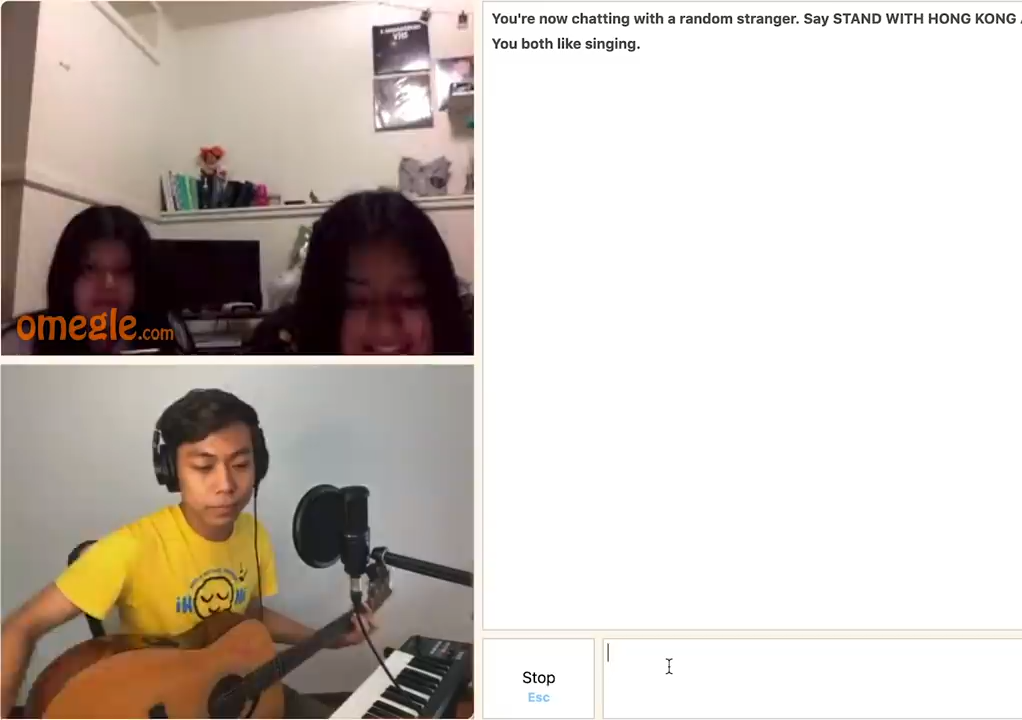 You're now chatting with a random stranger. Say STAND WITH HONG KONG
You both like singing.
VHS
omegle.com
Stop
Esc